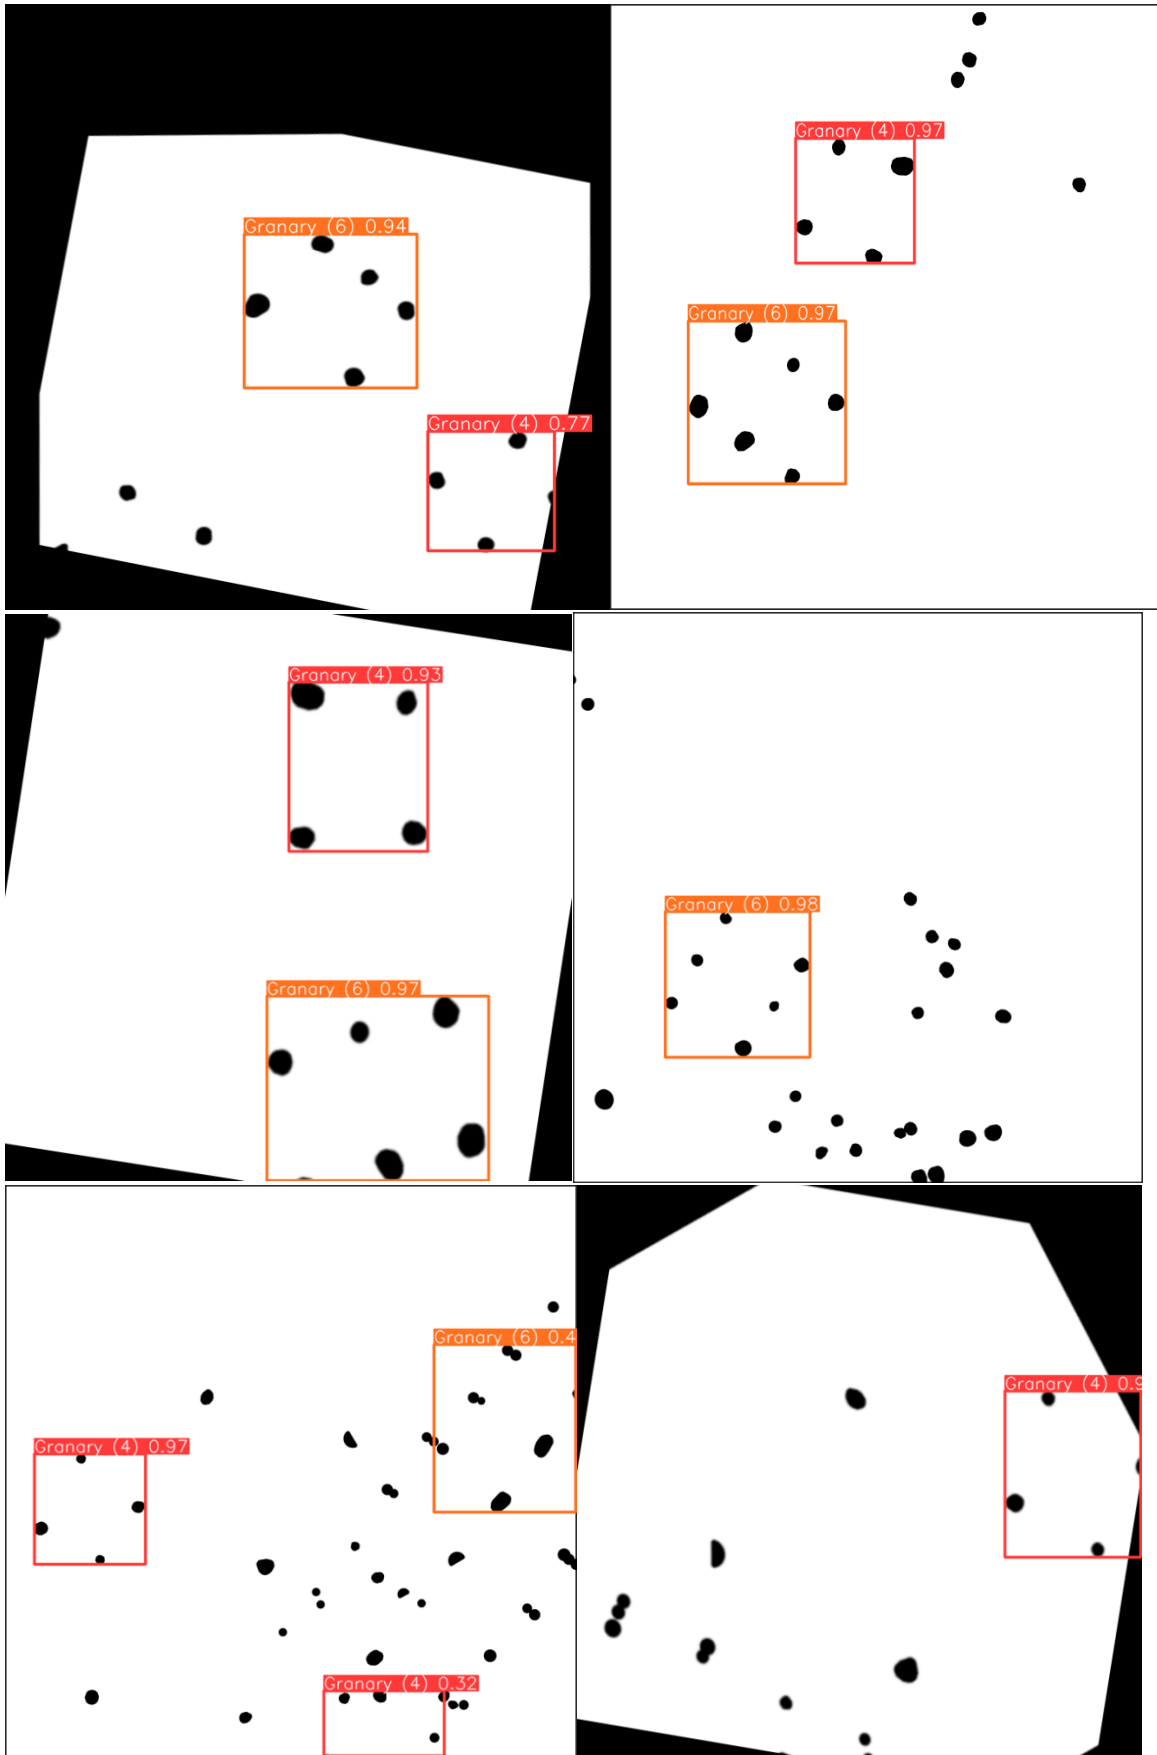 Granary (6) 0.94
Granary (4) 0.77
Granary (4) 0.97
Granary (6) 0.97
Granary (4) 0.93
Granary (6) 0.97
Granary (6) 0.98
Granary (6) 0.4
Granary (4) 0.97
Granary (4) 0.32
Granary (4) 0.9